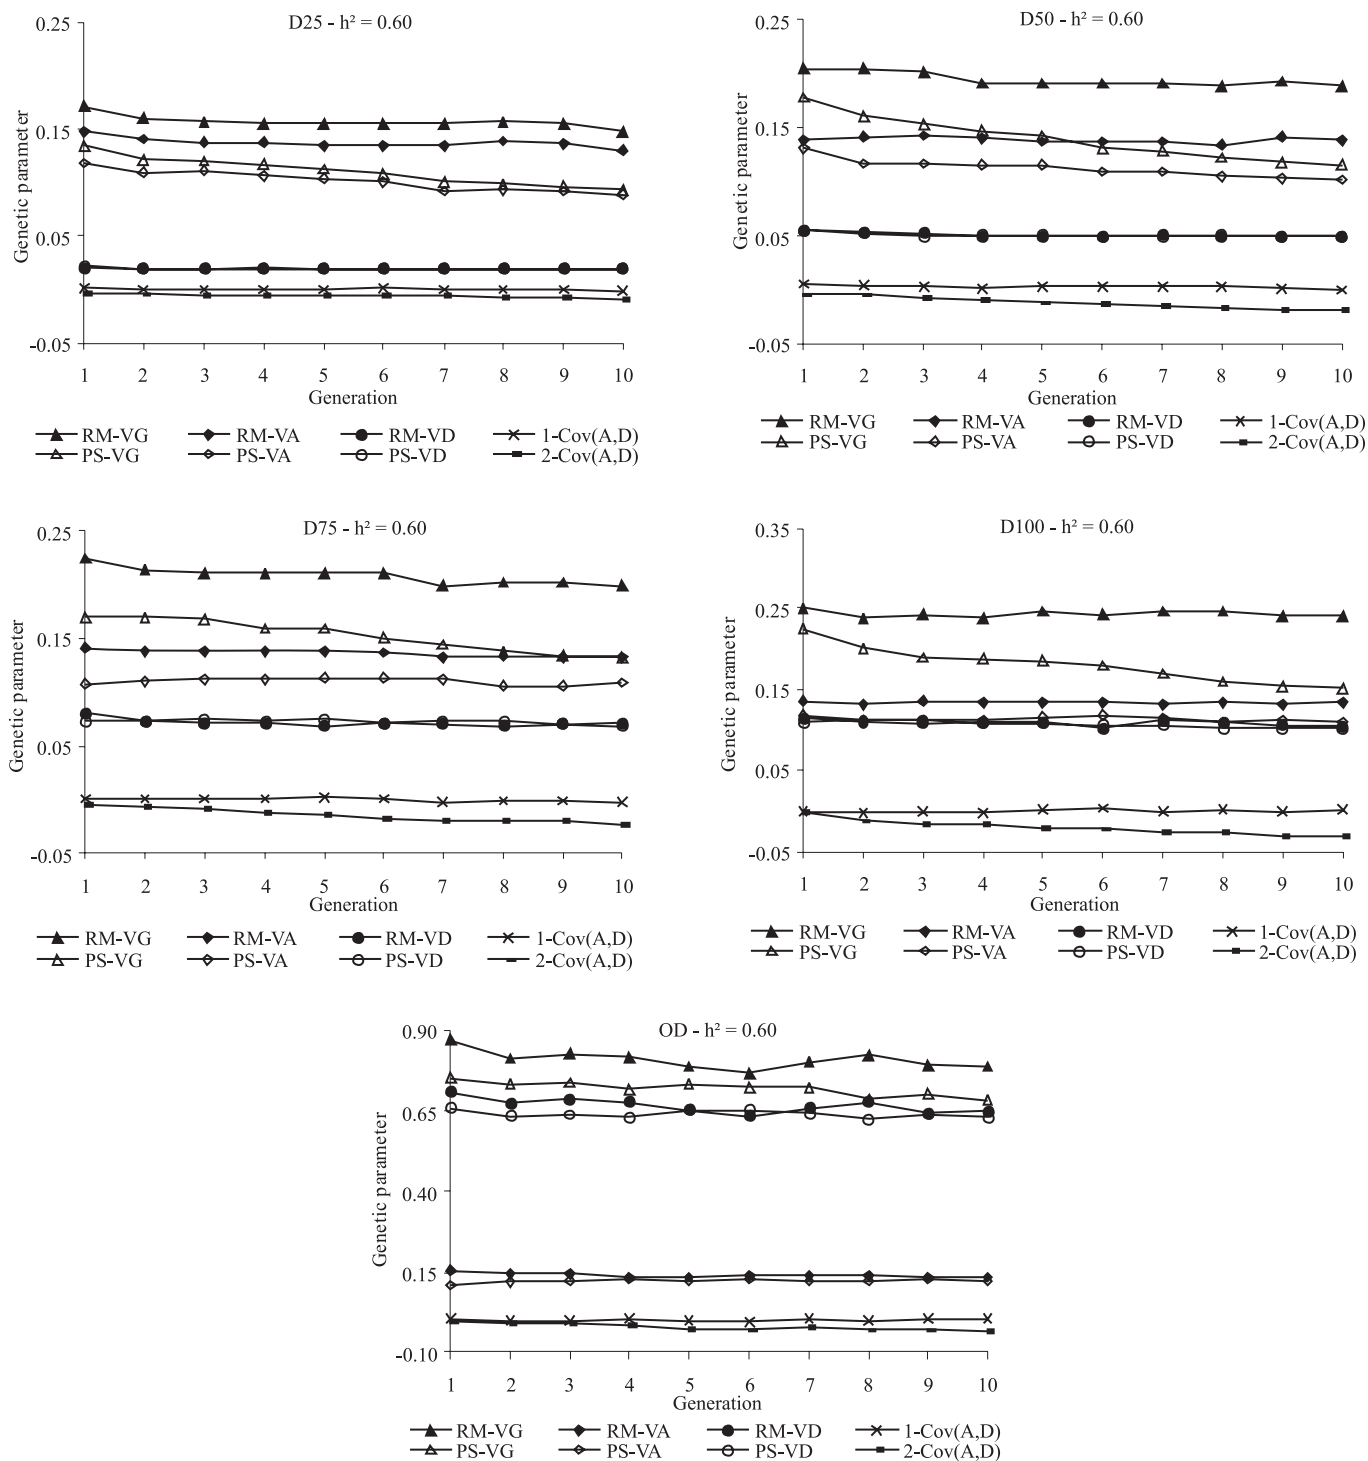 D25 - h² = 0.60
0.25
0.15
0.05
-0.05
Genetic parameter
1 2 3 4 5 6 7 8 9 10
Generation
RM-VG RM-VA RM-VD 1-Cov(A,D)
PS-VG PS-VA PS-VD 2-Cov(A,D)
D50 - h² = 0.60
0.25
0.15
0.05
-0.05
Genetic parameter
1 2 3 4 5 6 7 8 9 10
Generation
RM-VG RM-VA RM-VD 1-Cov(A,D)
PS-VG PS-VA PS-VD 2-Cov(A,D)
D75 - h² = 0.60
0.25
0.15
0.05
-0.05
Genetic parameter
1 2 3 4 5 6 7 8 9 10
Generation
RM-VG RM-VA RM-VD 1-Cov(A,D)
PS-VG PS-VA PS-VD 2-Cov(A,D)
D100 - h² = 0.60
0.35
0.25
0.15
0.05
-0.05
Genetic parameter
1 2 3 4 5 6 7 8 9 10
Generation
RM-VG RM-VA RM-VD 1-Cov(A,D)
PS-VG PS-VA PS-VD 2-Cov(A,D)
OD - h² = 0.60
0.90
0.65
0.40
0.15
-0.10
Genetic parameter
1 2 3 4 5 6 7 8 9 10
Generation
RM-VG RM-VA RM-VD 1-Cov(A,D)
PS-VG PS-VA PS-VD 2-Cov(A,D)